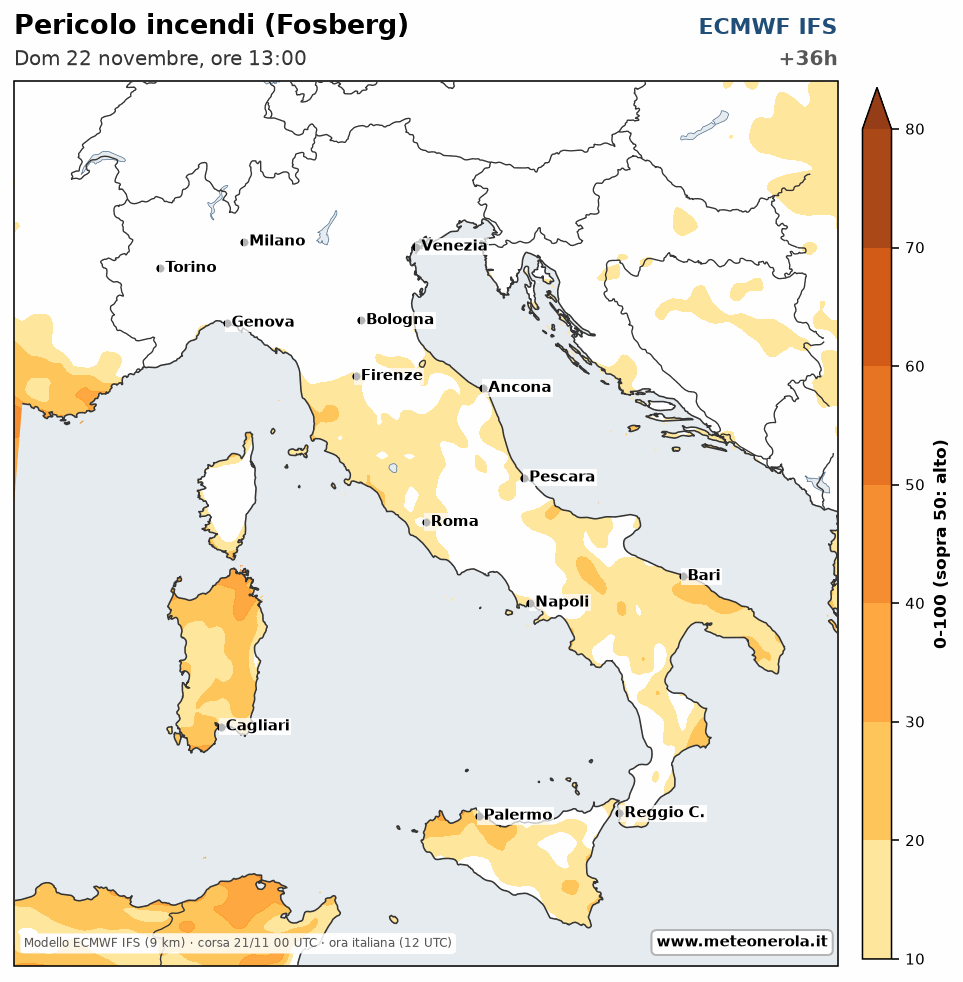 Pericolo incendi (Fosberg)
ECMWF IFS
Dom 22 novembre, ore 13:00
+36h
Milano
Venezia
Torino
Genova
Bologna
Firenze
Ancona
Pescara
Roma
Bari
Napoli
Cagliari
Palermo
Reggio C.
80
70
60
50
40
30
20
10
0-100 (sopra 50: alto)
Modello ECMWF IFS (9 km) · corsa 21/11 00 UTC · ora italiana (12 UTC)
www.meteonerola.it